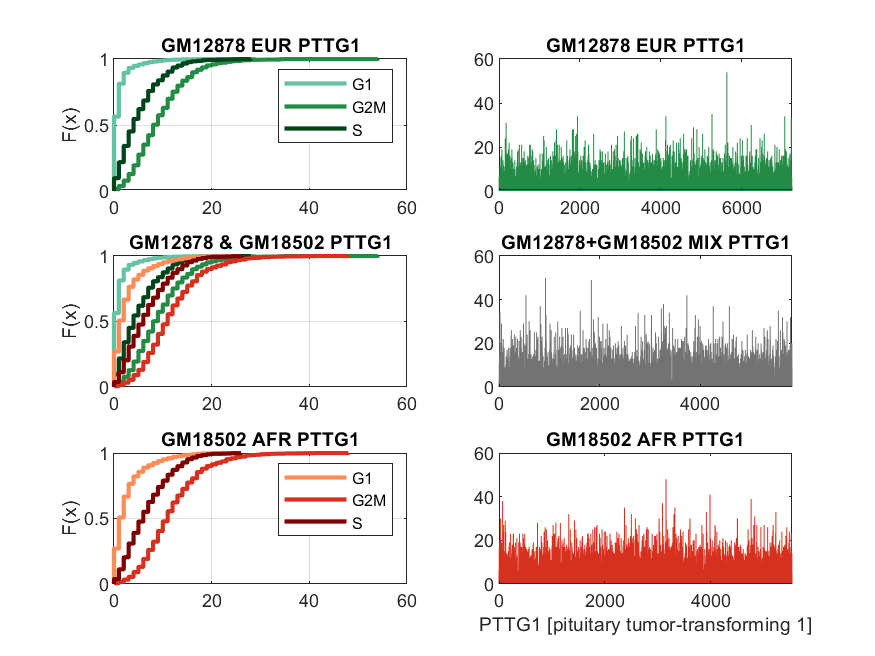 GM12878 EUR PTTG1
F(x)
1
0.5
0
0
20
40
60
G1
G2M
S
GM12878 EUR PTTG1
60
40
20
0
0
2000
4000
6000
GM12878 & GM18502 PTTG1
F(x)
1
0.5
0
0
20
40
60
GM12878+GM18502 MIX PTTG1
60
40
20
0
0
2000
4000
GM18502 AFR PTTG1
F(x)
1
0.5
0
0
20
40
60
G1
G2M
S
GM18502 AFR PTTG1
60
40
20
0
0
2000
4000
PTTG1 [pituitary tumor-transforming 1]